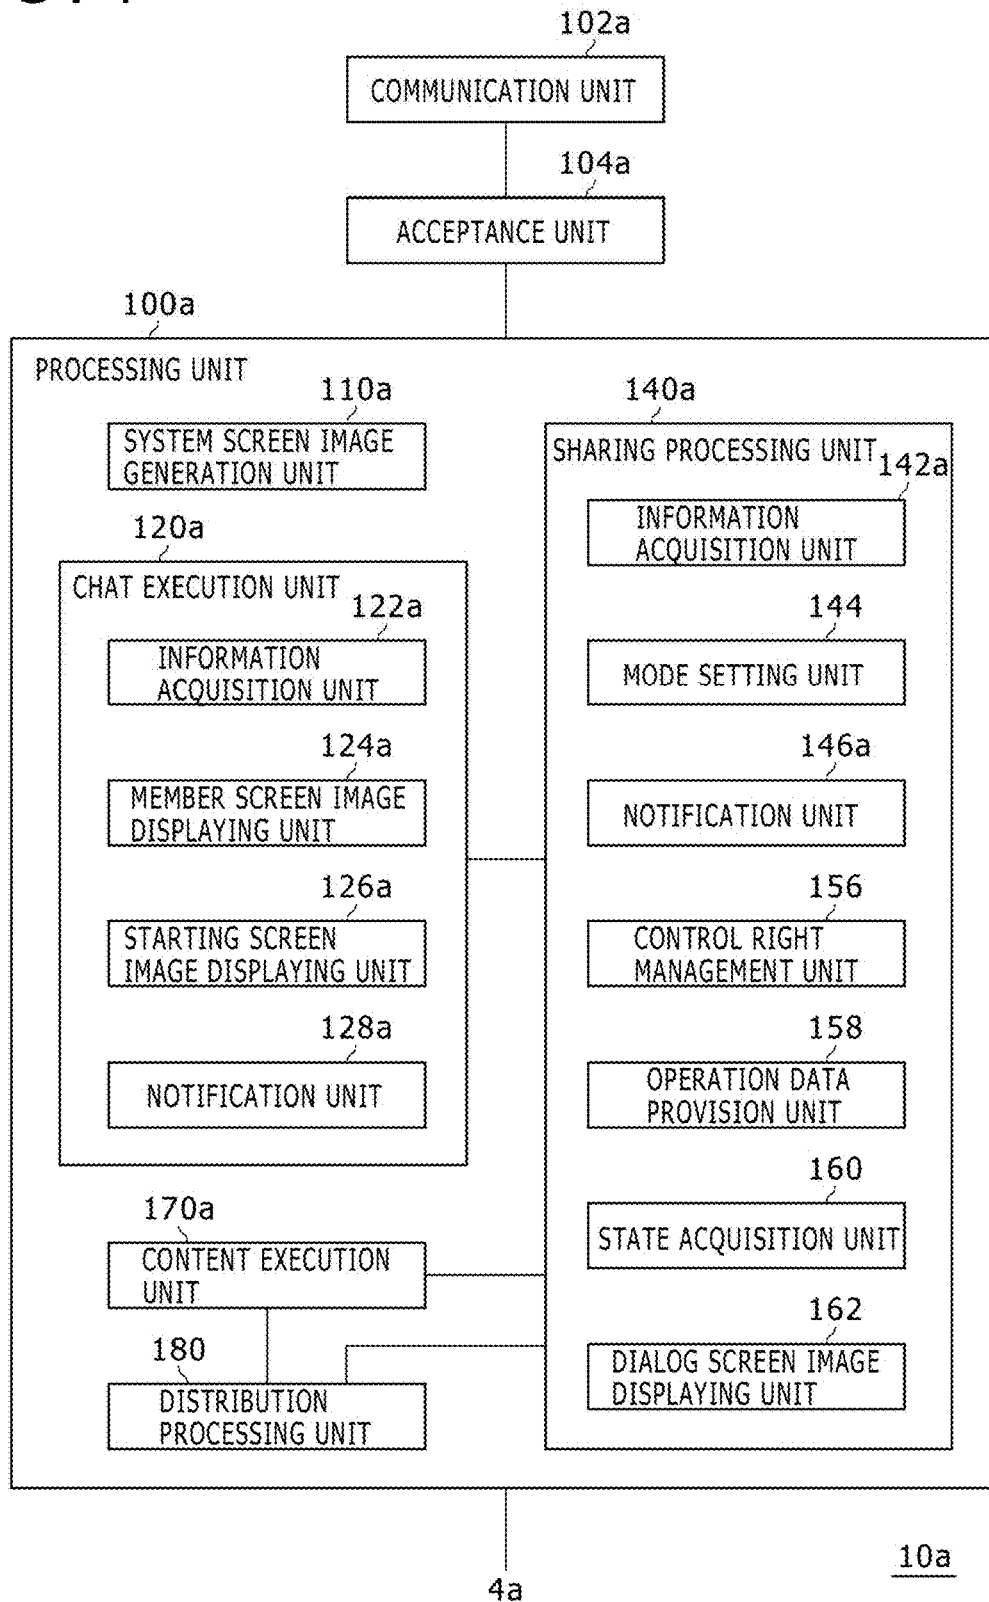 102a
COMMUNICATION UNIT
104a
ACCEPTANCE UNIT
100a
PROCESSING UNIT
110a
SYSTEM SCREEN IMAGE
GENERATION UNIT
120a
CHAT EXECUTION UNIT
122a
INFORMATION
ACQUISITION UNIT
124a
MEMBER SCREEN IMAGE
DISPLAYING UNIT
126a
STARTING SCREEN
IMAGE DISPLAYING UNIT
128a
NOTIFICATION UNIT
170a
CONTENT EXECUTION
UNIT
180
DISTRIBUTION
PROCESSING UNIT
140a
SHARING PROCESSING UNIT
142a
INFORMATION
ACQUISITION UNIT
144
MODE SETTING UNIT
146a
NOTIFICATION UNIT
156
CONTROL RIGHT
MANAGEMENT UNIT
158
OPERATION DATA
PROVISION UNIT
160
STATE ACQUISITION UNIT
162
DIALOG SCREEN IMAGE
DISPLAYING UNIT
4a
10a